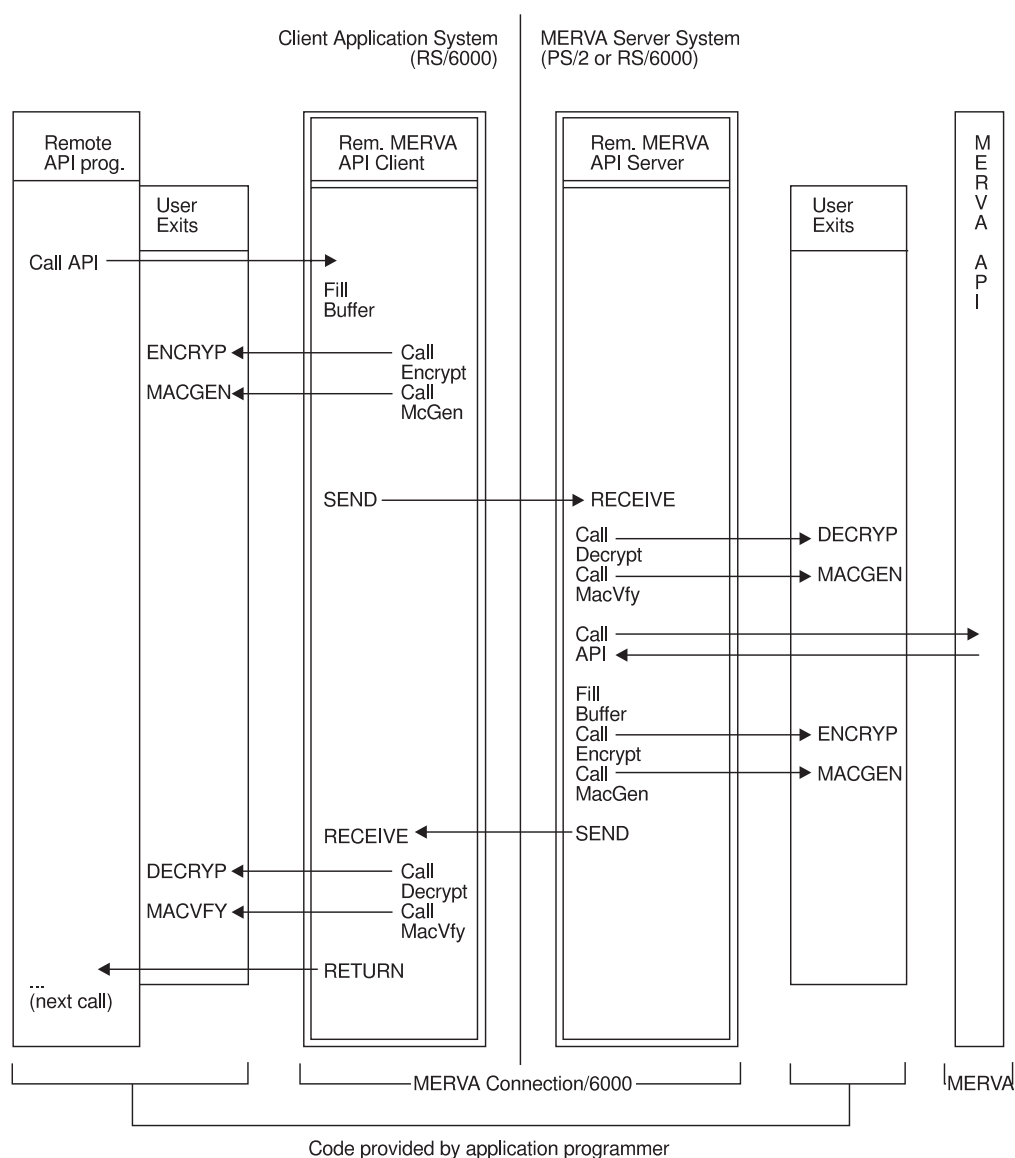 Client Application System
(RS/6000)
MERVA Server System
(PS/2 or RS/6000)
Remote
API prog.
Rem. MERVA
API Client
Rem. MERVA
API Server
M
E
R
V
A
A
P
I
User
Exits
User
Exits
Call API
Fill
Buffer
ENCRYP
Call
Encrypt
MACGEN
Call
McGen
SEND
RECEIVE
Call
Decrypt
DECRYP
Call
MacVfy
MACGEN
Call
API
Fill
Buffer
Call
Encrypt
ENCRYP
Call
MacGen
MACGEN
RECEIVE
SEND
DECRYP
Call
Decrypt
MACVFY
Call
MacVfy
RETURN
...
(next call)
MERVA Connection/6000
MERVA
Code provided by application programmer